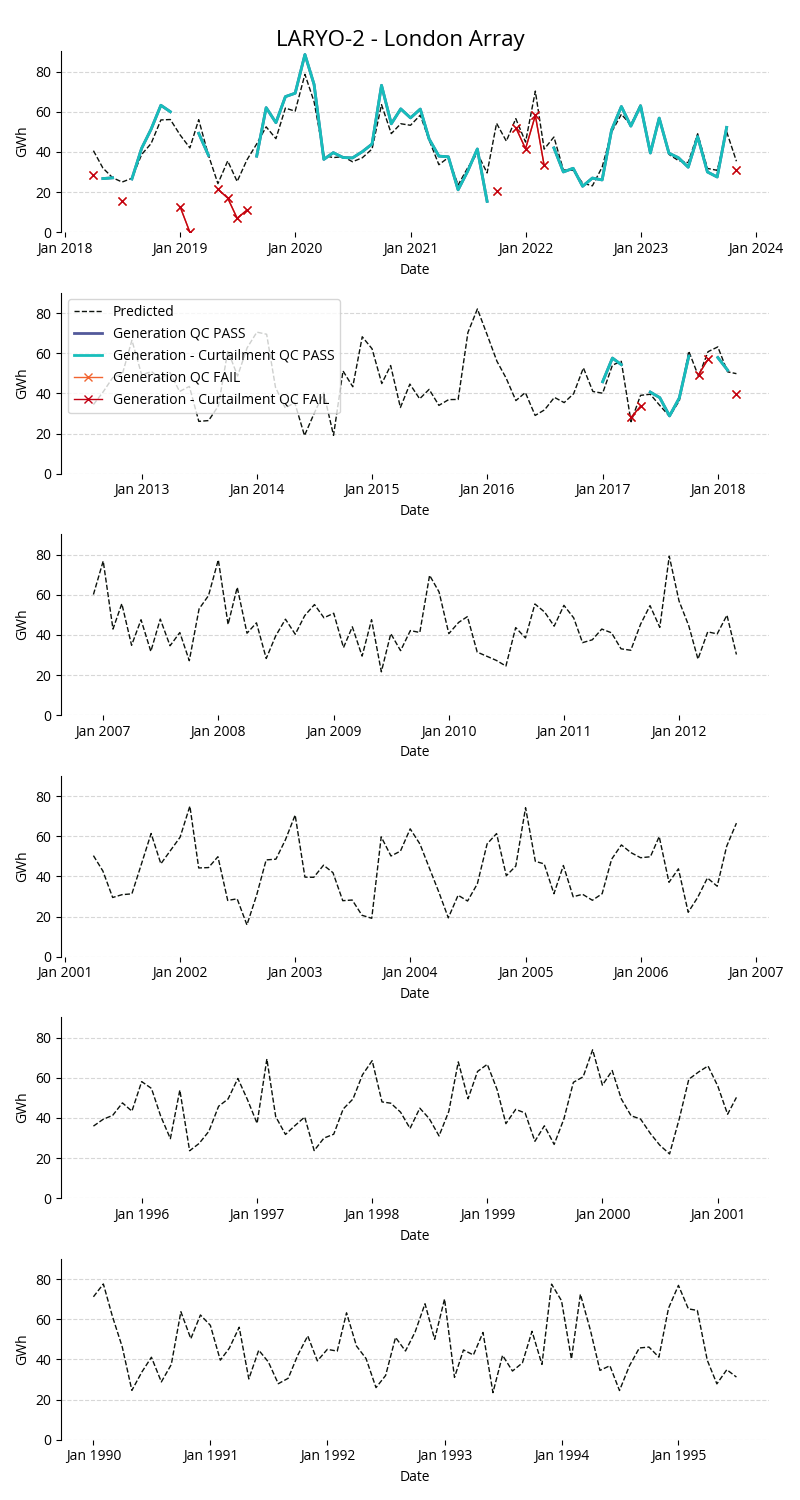 LARYO-2 - London Array
80
60
40
20
0
GWh
Jan 2018 Jan 2019 Jan 2020 Jan 2021 Jan 2022 Jan 2023 Jan 2024
Date
80
60
40
20
0
GWh
Predicted
Generation QC PASS
Generation - Curtailment QC PASS
Generation QC FAIL
Generation - Curtailment QC FAIL
Jan 2013 Jan 2014 Jan 2015 Jan 2016 Jan 2017 Jan 2018
Date
80
60
40
20
0
GWh
Jan 2007 Jan 2008 Jan 2009 Jan 2010 Jan 2011 Jan 2012
Date
80
60
40
20
0
GWh
Jan 2001 Jan 2002 Jan 2003 Jan 2004 Jan 2005 Jan 2006 Jan 2007
Date
80
60
40
20
0
GWh
Jan 1996 Jan 1997 Jan 1998 Jan 1999 Jan 2000 Jan 2001
Date
80
60
40
20
0
GWh
Jan 1990 Jan 1991 Jan 1992 Jan 1993 Jan 1994 Jan 1995
Date